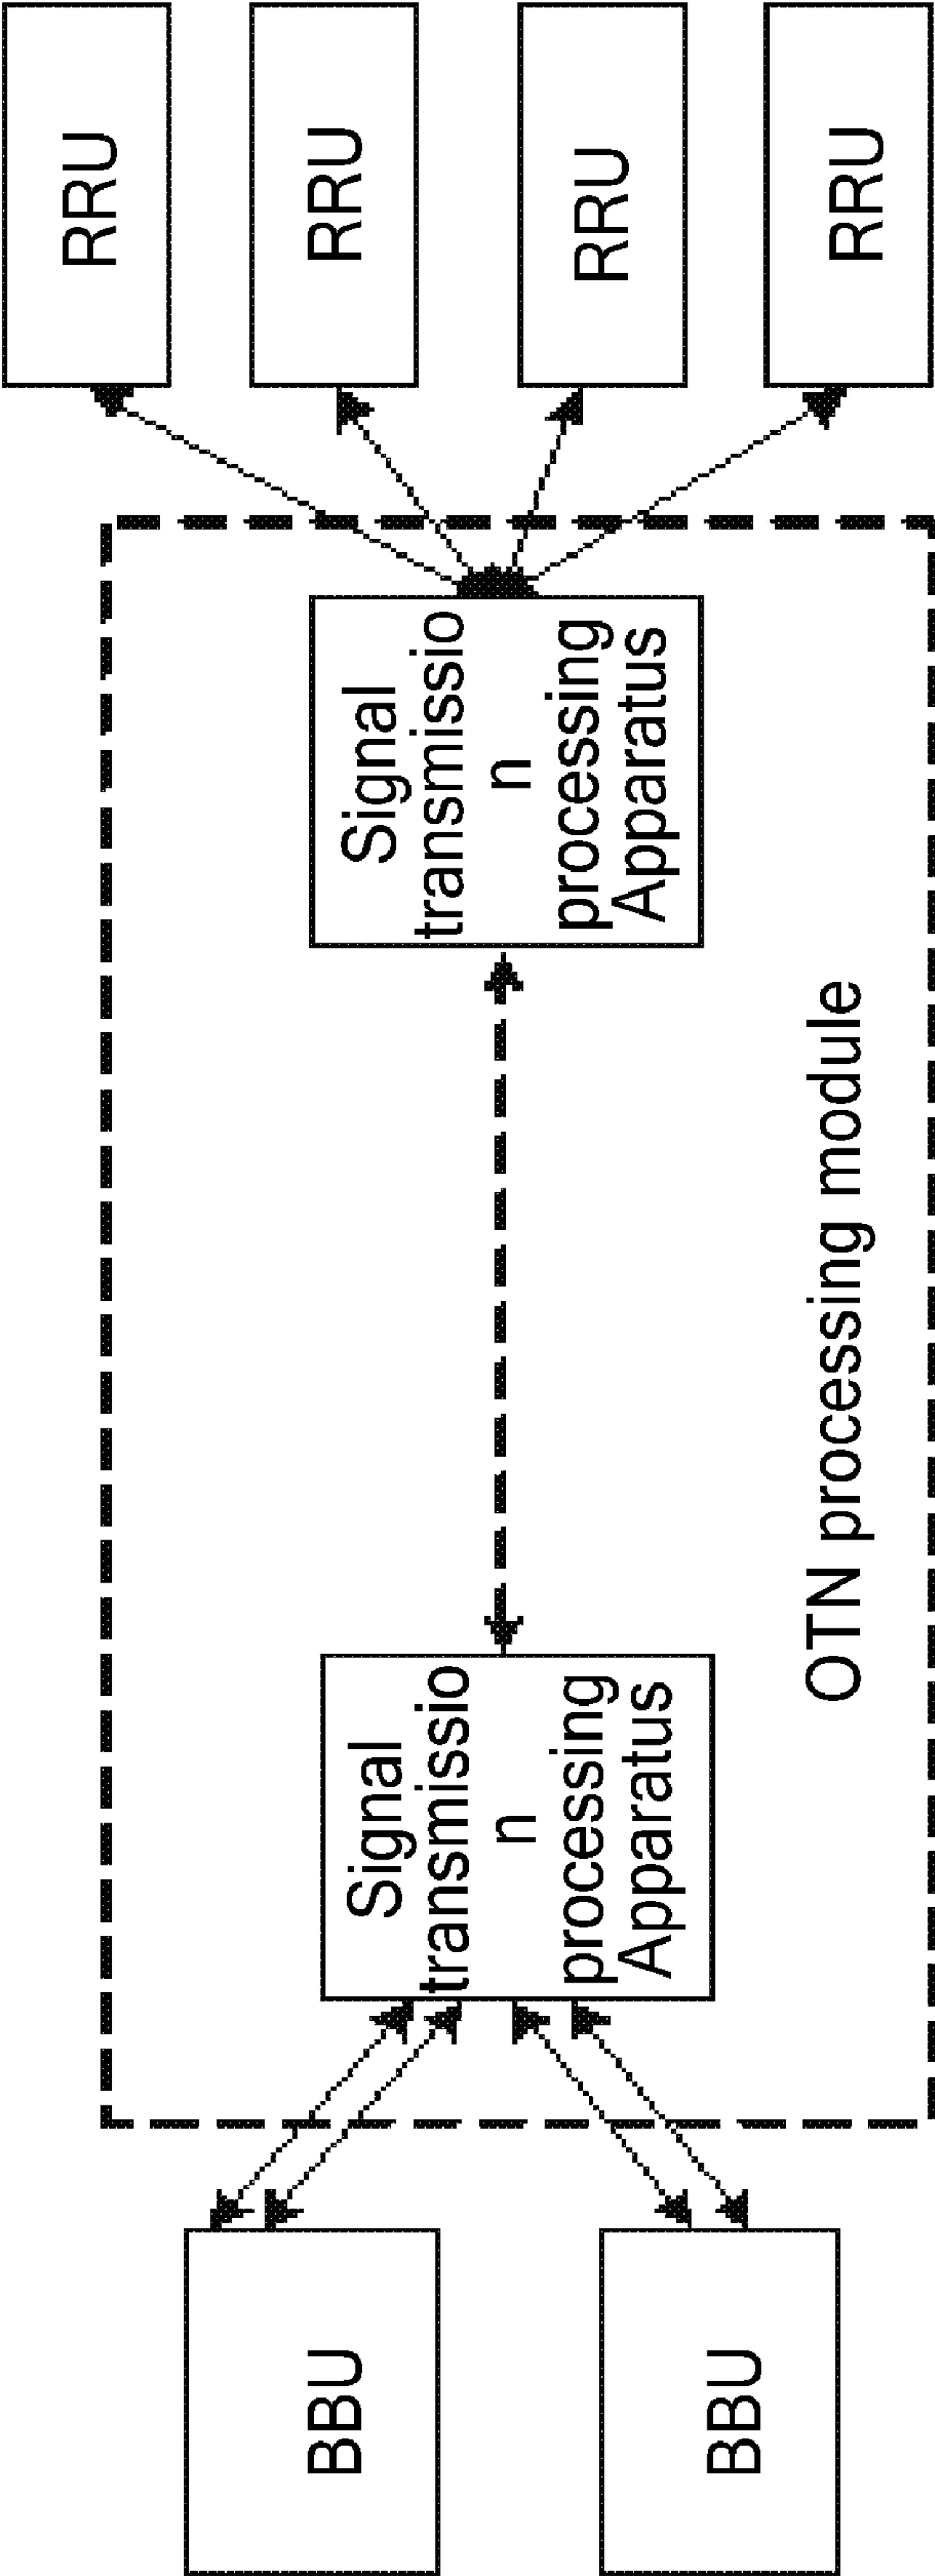 BBU
BBU
Signal
transmissio
n
processing
Apparatus
Signal
transmissio
n
processing
Apparatus
OTN processing module
RRU
RRU
RRU
RRU